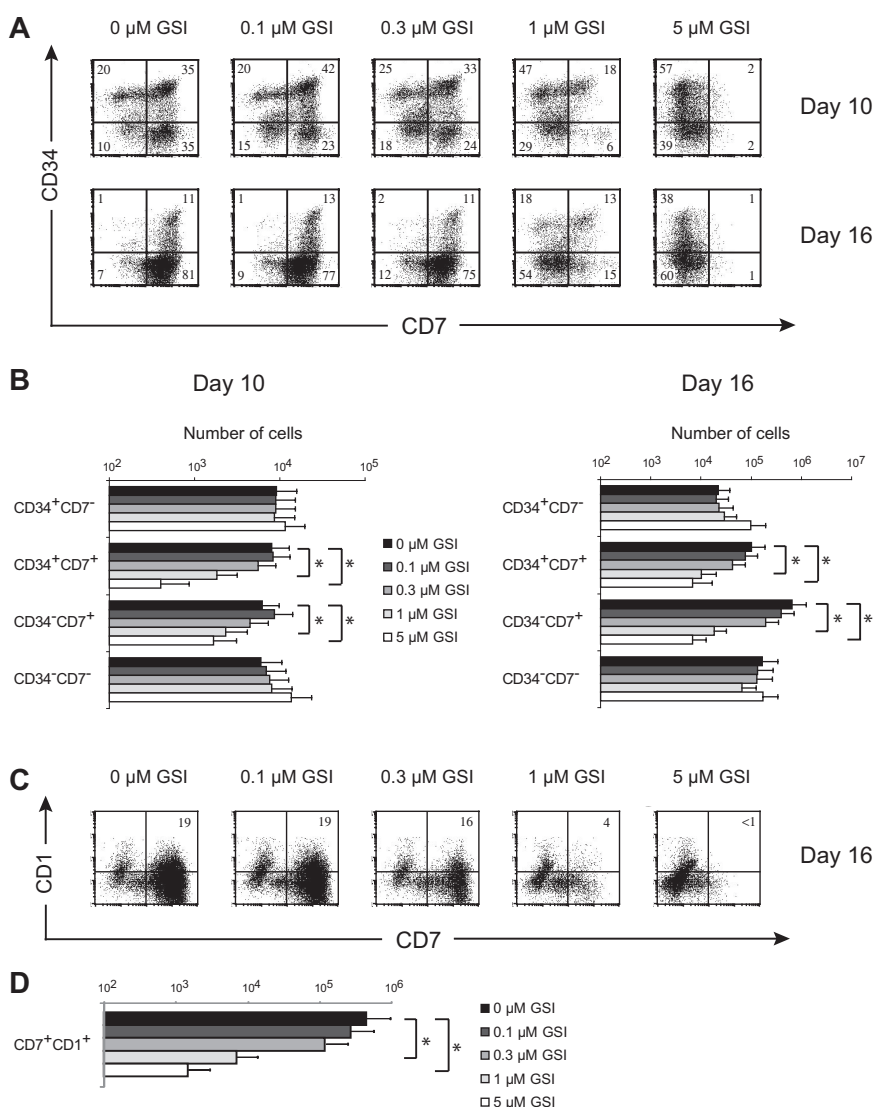 A
0 µM GSI 0.1 µM GSI 0.3 µM GSI 1 µM GSI 5 µM GSI
20 35 20 42 25 33 47 18 57 2
10 35 15 23 18 24 29 6 39 2
Day 10
1 11 1 13 2 11 18 13 38 1
7 81 9 77 12 75 54 15 60 1
Day 16
CD34
CD7
B
Day 10
Number of cells
10² 10³ 10⁴ 10⁵
CD34⁺CD7⁻
CD34⁺CD7⁺
* *
CD34⁻CD7⁺
* *
CD34⁻CD7⁻
0 µM GSI
0.1 µM GSI
0.3 µM GSI
1 µM GSI
5 µM GSI
Day 16
Number of cells
10² 10³ 10⁴ 10⁵ 10⁶ 10⁷
CD34⁺CD7⁻
CD34⁺CD7⁺
* *
CD34⁻CD7⁺
* *
CD34⁻CD7⁻
C
0 µM GSI 0.1 µM GSI 0.3 µM GSI 1 µM GSI 5 µM GSI
19 19 16 4 <1
Day 16
CD1
CD7
D
10² 10³ 10⁴ 10⁵ 10⁶
CD7⁺CD1⁺
* *
0 µM GSI
0.1 µM GSI
0.3 µM GSI
1 µM GSI
5 µM GSI